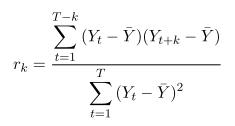 $$r_k = \frac{\sum_{t=1}^{T-k} (Y_t - \bar{Y})(Y_{t+k} - \bar{Y})}{\sum_{t=1}^{T} (Y_t - \bar{Y})^2}$$